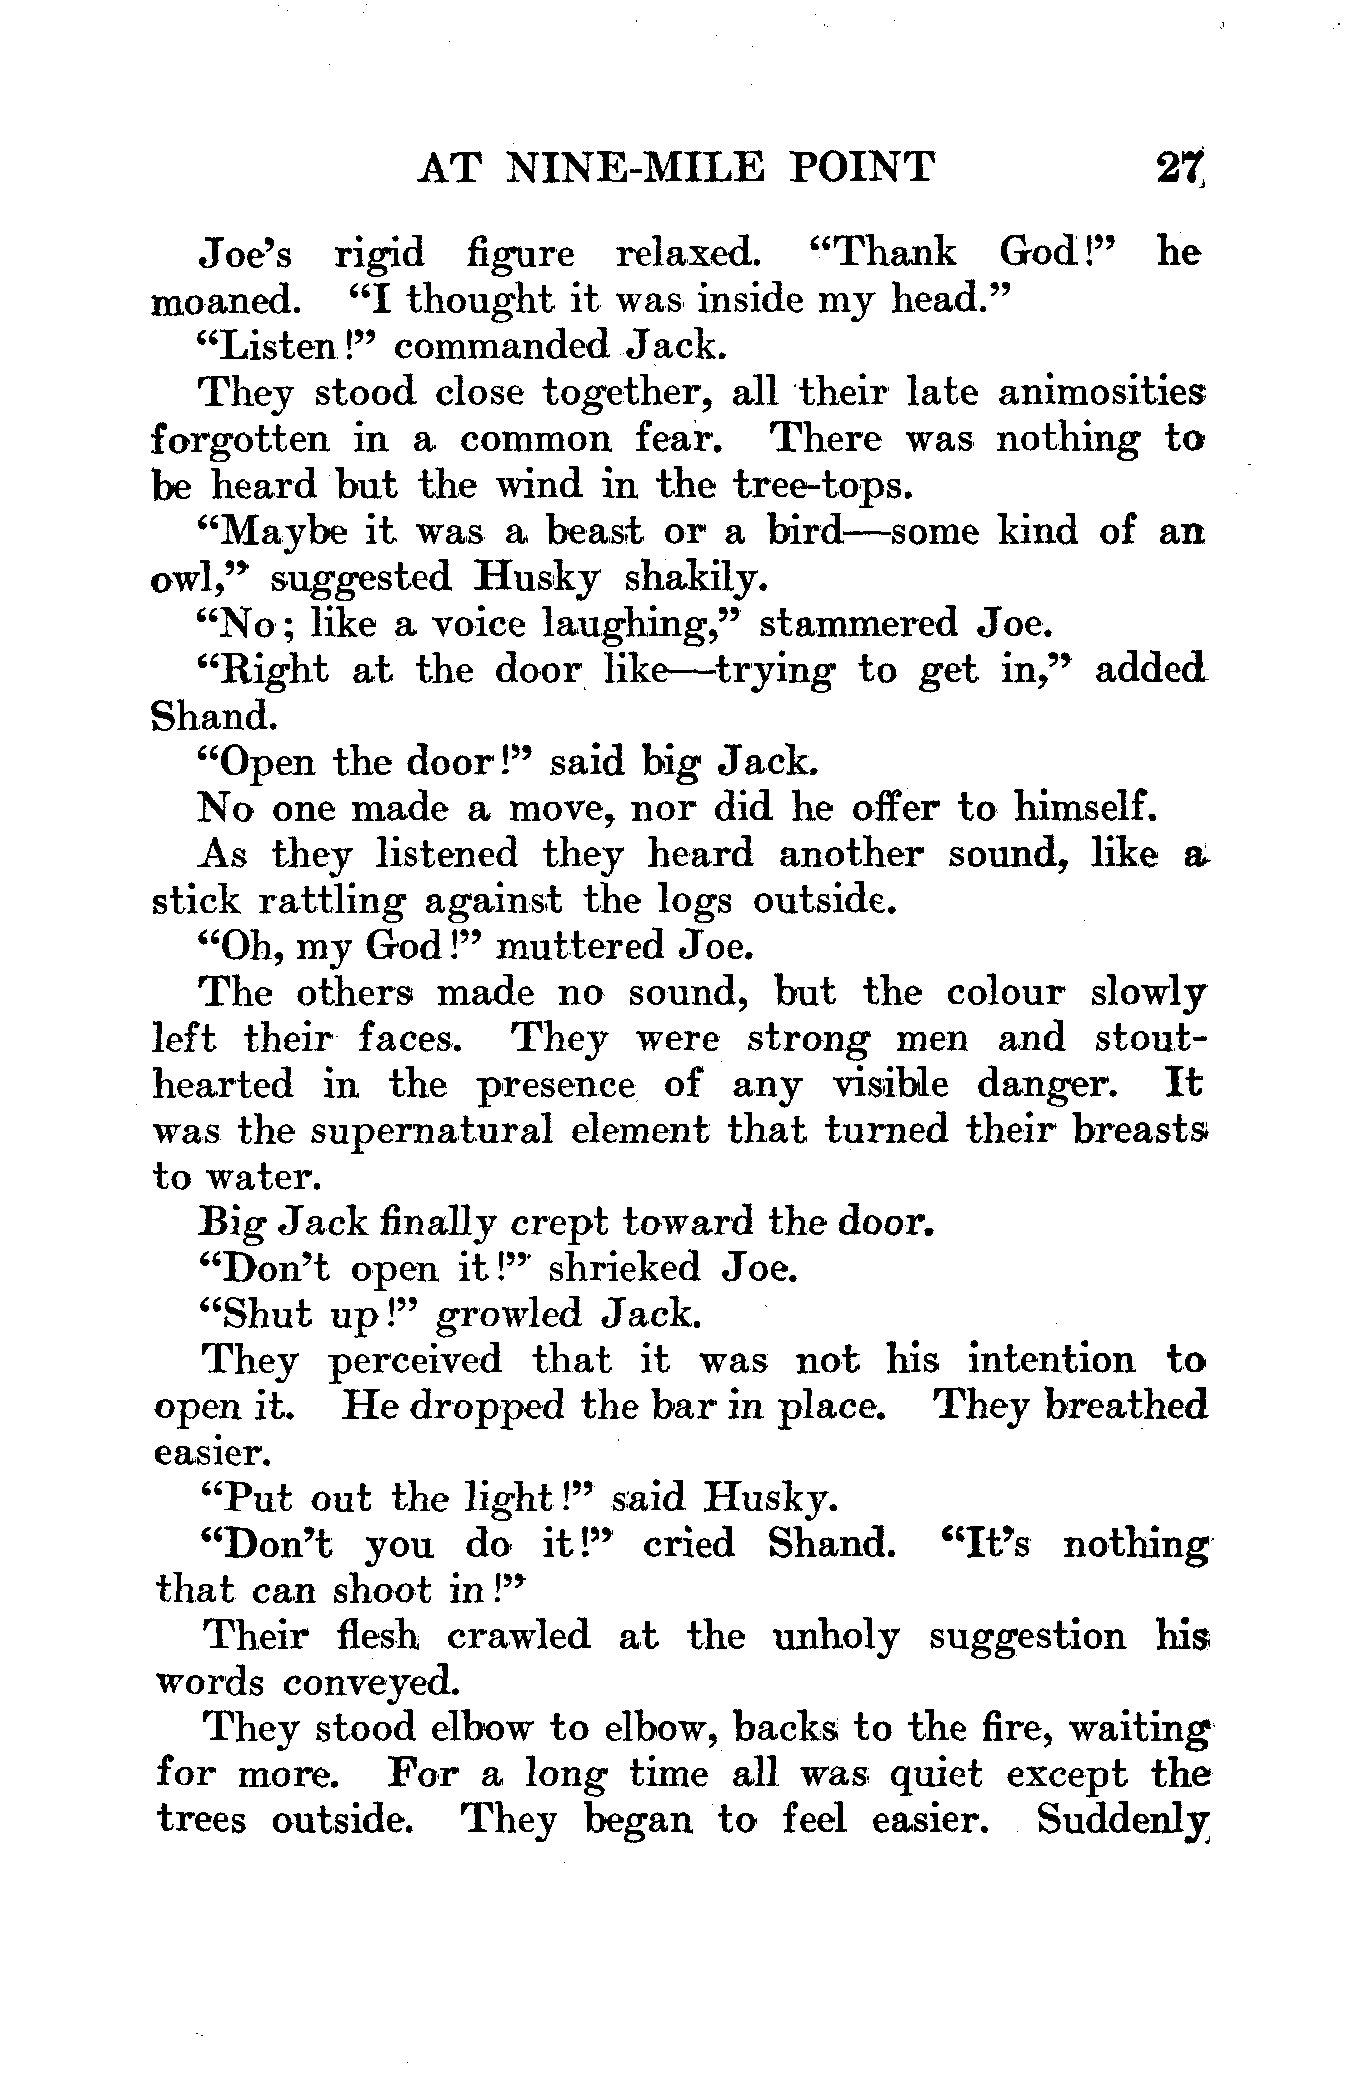 AT NINE-MILE POINT 27
Joe's rigid figure relaxed. "Thank God!" he
moaned. "I thought it was inside my head."
"Listen!" commanded Jack.
They stood close together, all their late animosities
forgotten in a common fear. There was nothing to
be heard but the wind in the tree-tops.
"Maybe it was a beast or a bird—some kind of an
owl," suggested Husky shakily.
"No; like a voice laughing," stammered Joe.
"Right at the door like—trying to get in," added
Shand.
"Open the door!" said big Jack.
No one made a move, nor did he offer to himself.
As they listened they heard another sound, like a
stick rattling against the logs outside.
"Oh, my God!" muttered Joe.
The others made no sound, but the colour slowly
left their faces. They were strong men and stout-
hearted in the presence of any visible danger. It
was the supernatural element that turned their breasts
to water.
Big Jack finally crept toward the door.
"Don't open it!" shrieked Joe.
"Shut up!" growled Jack.
They perceived that it was not his intention to
open it. He dropped the bar in place. They breathed
easier.
"Put out the light!" said Husky.
"Don't you do it!" cried Shand. "It's nothing
that can shoot in!"
Their flesh crawled at the unholy suggestion his
words conveyed.
They stood elbow to elbow, backs to the fire, waiting
for more. For a long time all was quiet except the
trees outside. They began to feel easier. Suddenly